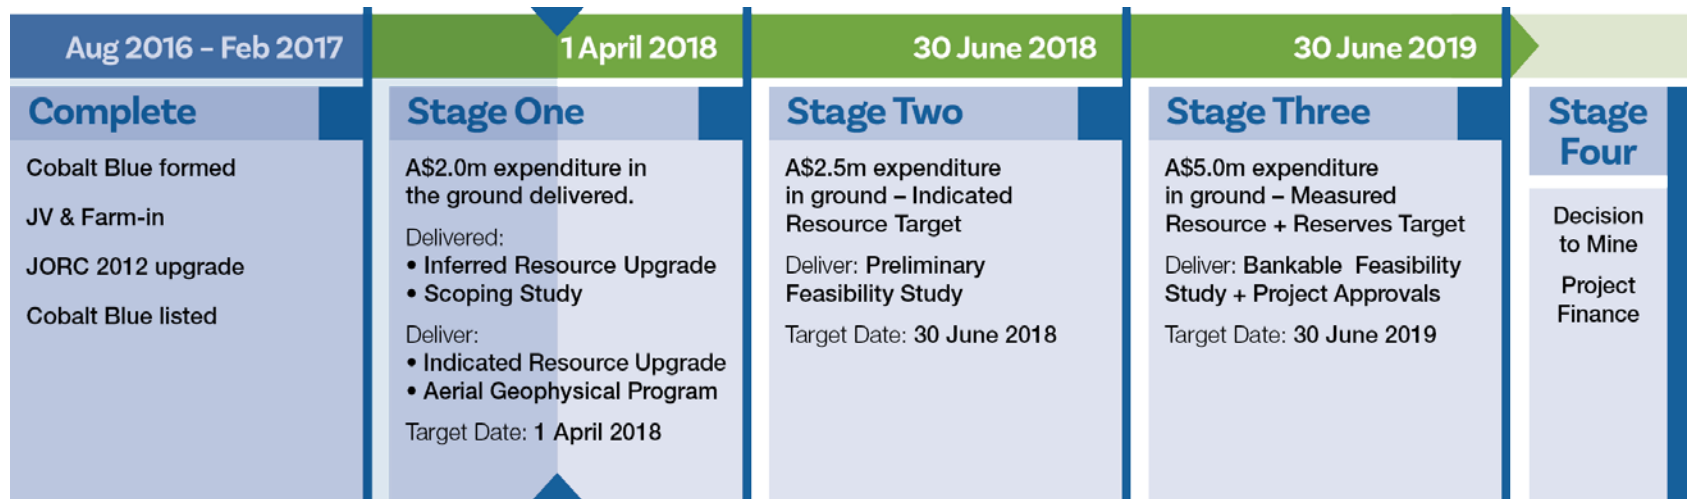 Aug 2016 – Feb 2017
1 April 2018
30 June 2018
30 June 2019
Complete
Cobalt Blue formed
JV & Farm-in
JORC 2012 upgrade
Cobalt Blue listed
Stage One
A$2.0m expenditure in
the ground delivered.
Delivered:
• Inferred Resource Upgrade
• Scoping Study
Deliver:
• Indicated Resource Upgrade
• Aerial Geophysical Program
Target Date: 1 April 2018
Stage Two
A$2.5m expenditure
in ground – Indicated
Resource Target
Deliver: Preliminary
Feasibility Study
Target Date: 30 June 2018
Stage Three
A$5.0m expenditure
in ground – Measured
Resource + Reserves Target
Deliver: Bankable Feasibility
Study + Project Approvals
Target Date: 30 June 2019
Stage
Four
Decision
to Mine
Project
Finance